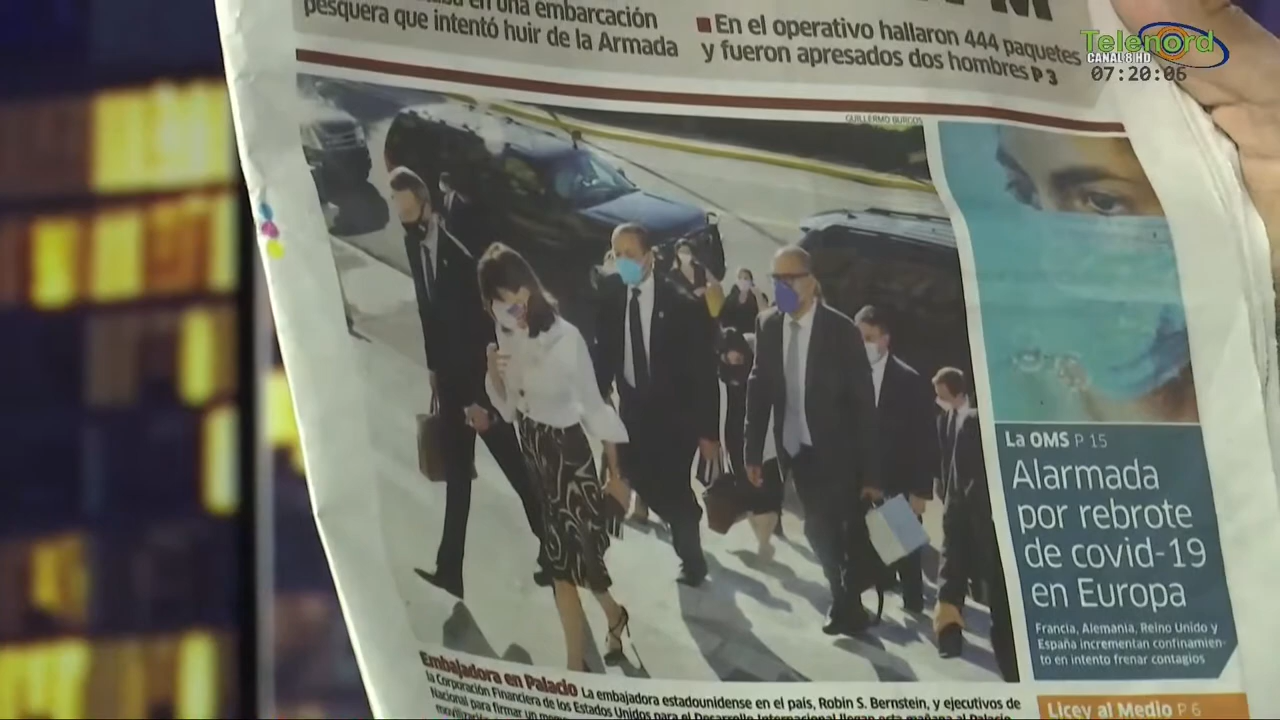 en una embarcación
pesquera que intentó huir de la Armada
■ En el operativo hallaron 444 paquetes
y fueron apresados dos hombres P 3
Telenord
CANAL 8 HD
07:20:06
GUILLERMO BURGOS
La OMS P 15
Alarmada
por rebrote
de covid-19
en Europa
Francia, Alemania, Reino Unido y
España incrementan confinamien-
to en intento frenar contagios
Embajadora en Palacio La embajadora estadounidense en el país, Robin S. Bernstein, y ejecutivos de
la Corporación Financiera de los Estados Unidos para el Desarrollo Internacional llegan esta mañana al Palacio
Nacional para firmar un
Licey al Medio P 6